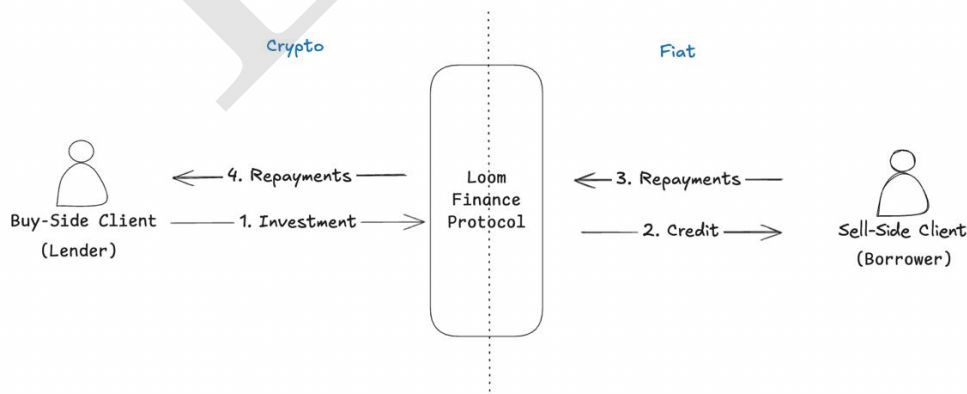 Crypto
Fiat
4. Repayments
Loom
Finance
Protocol
3. Repayments
Buy-Side Client
(Lender)
1. Investment
2. Credit
Sell-Side Client
(Borrower)